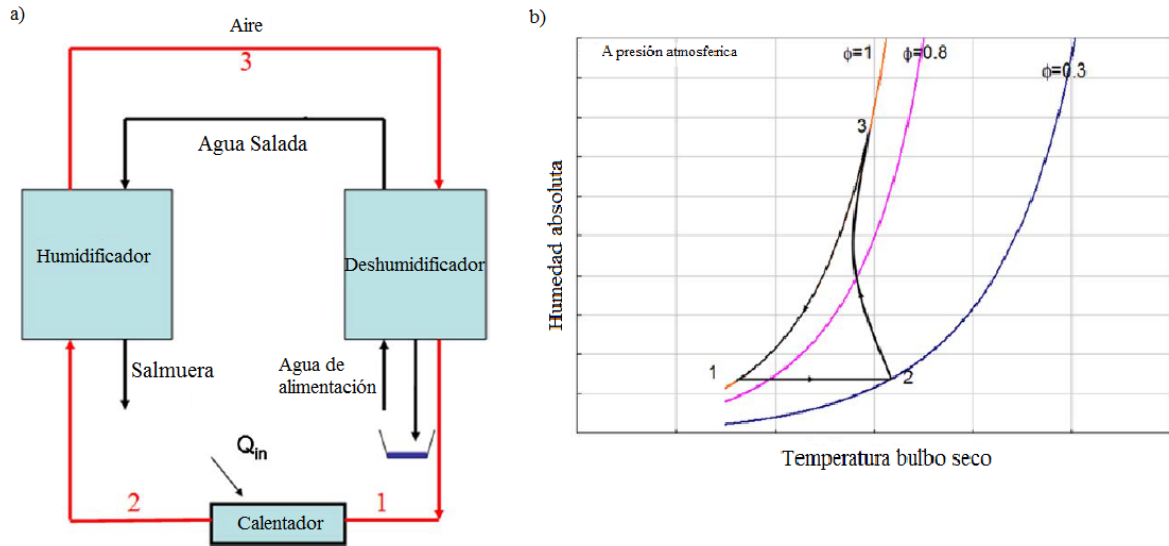 a)
Aire
3
Agua Salada
Humidificador
Deshumidificador
Salmuera
Agua de
alimentación
Qin
2
1
Calentador
b)
A presión atmosferica
ϕ=1
ϕ=0.8
ϕ=0.3
3
1
2
Humedad absoluta
Temperatura bulbo seco